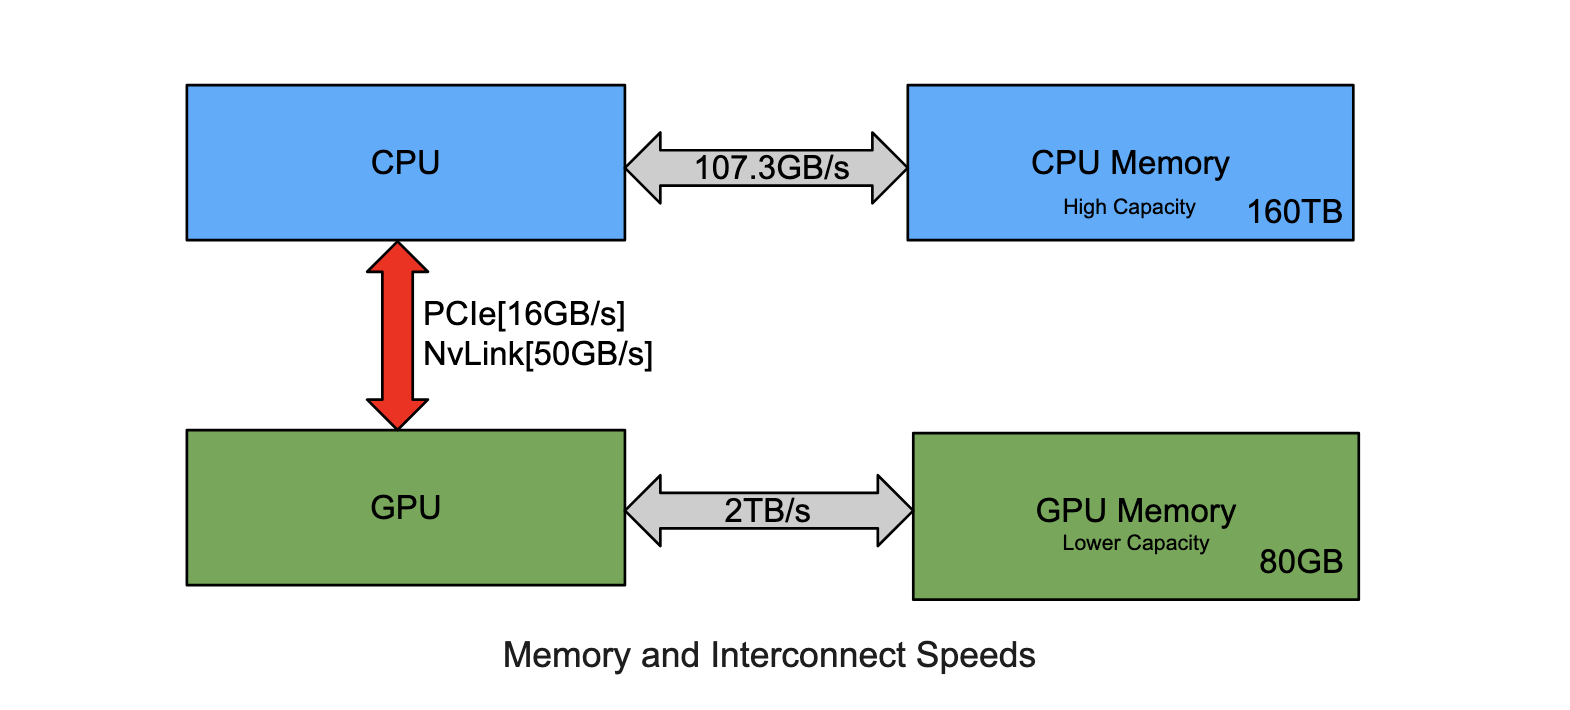 CPU
107.3GB/s
CPU Memory
High Capacity
160TB
PCIe[16GB/s]
NvLink[50GB/s]
GPU
2TB/s
GPU Memory
Lower Capacity
80GB
Memory and Interconnect Speeds